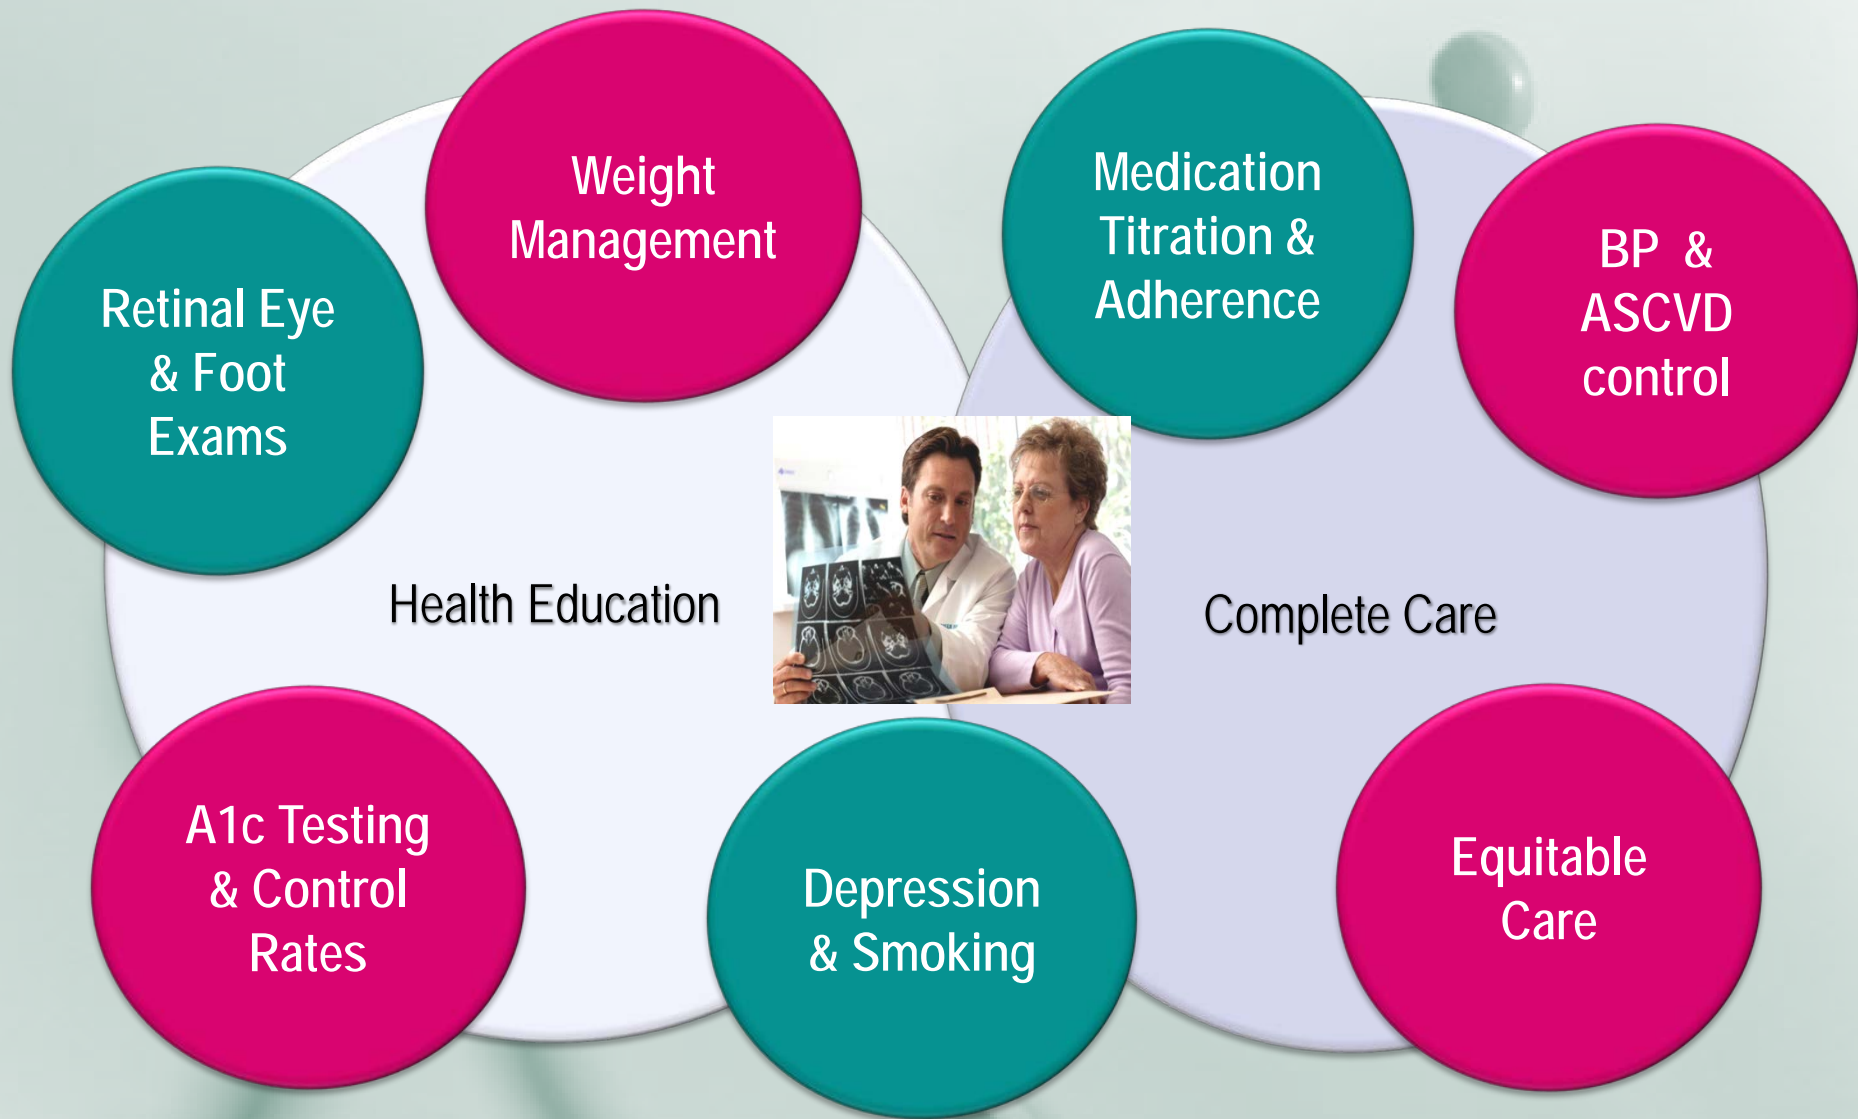 Weight
Management
Medication
Titration &
Adherence
BP & 
ASCVD
control
Retinal Eye
& Foot
Exams
Health Education
Complete Care
A1c Testing
& Control
Rates
Depression
& Smoking
Equitable
Care